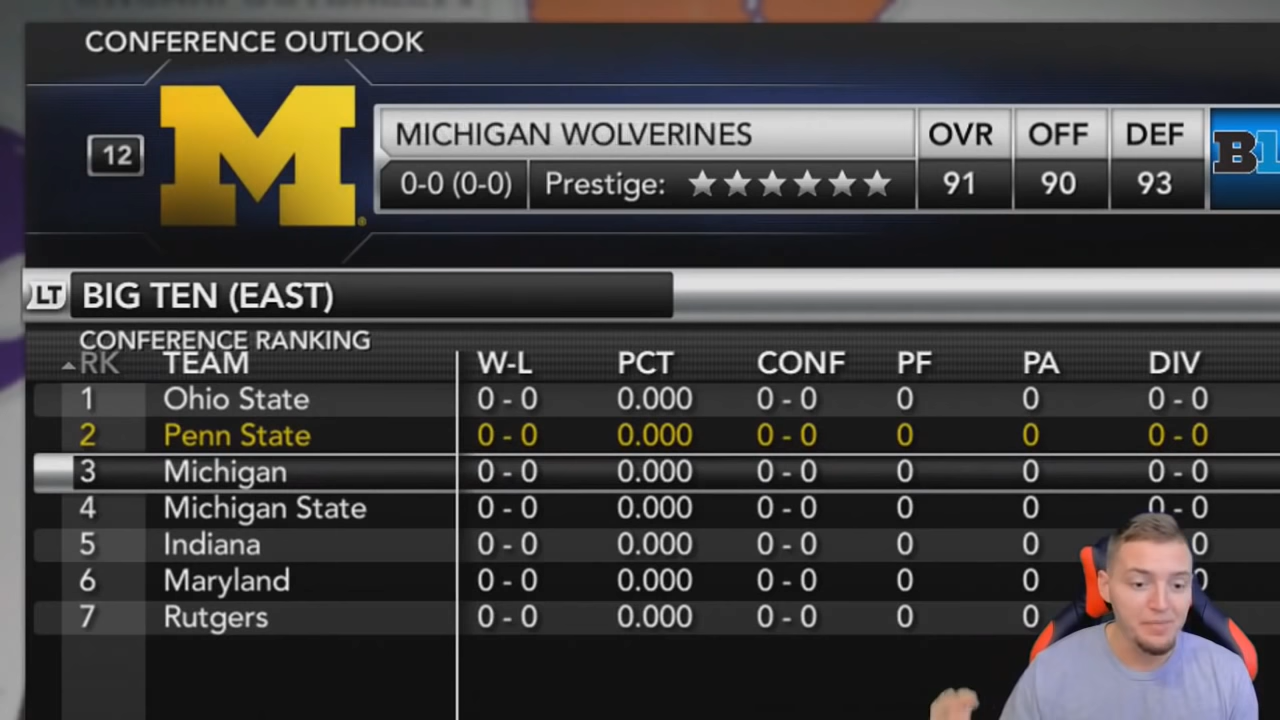 CONFERENCE OUTLOOK
12 M MICHIGAN WOLVERINES OVR OFF DEF B1
0-0 (0-0) Prestige: 91 90 93
LT BIG TEN (EAST)
CONFERENCE RANKING
RK TEAM W-L PCT CONF PF PA DIV
1 Ohio State 0 - 0 0.000 0 - 0 0 0 0 - 0
2 Penn State 0 - 0 0.000 0 - 0 0 0 0 - 0
3 Michigan 0 - 0 0.000 0 - 0 0 0 0 - 0
4 Michigan State 0 - 0 0.000 0 - 0 0 0 0 - 0
5 Indiana 0 - 0 0.000 0 - 0 0 0 0
6 Maryland 0 - 0 0.000 0 - 0 0 0
7 Rutgers 0 - 0 0.000 0 - 0 0 0